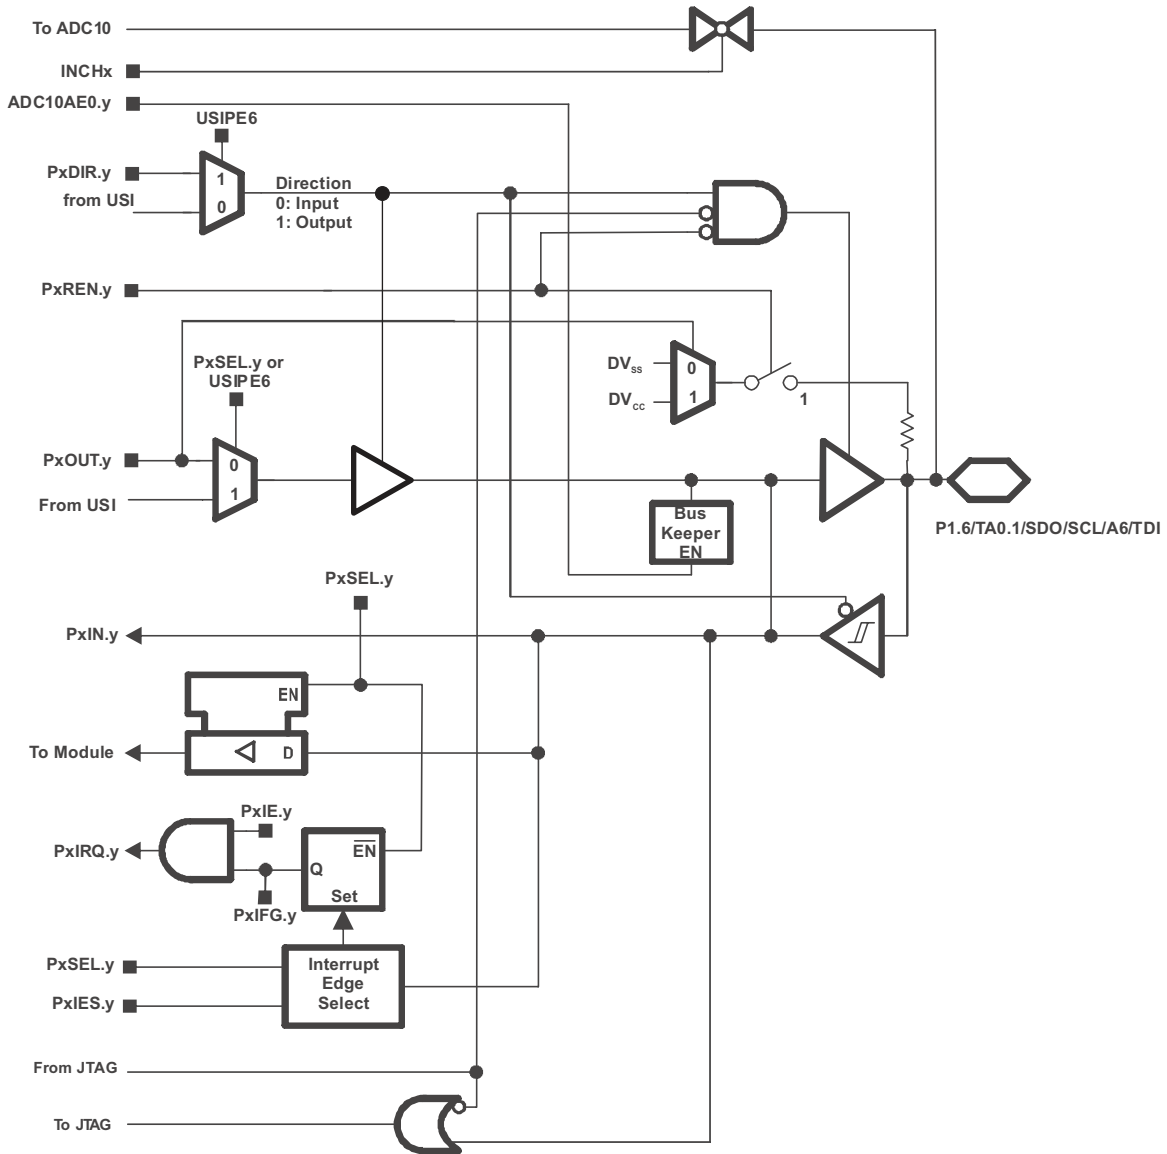 To ADC10
INCHx
ADC10AE0.y
USIPE6
PxDIR.y
1
from USI
0
Direction
0: Input
1: Output
PxREN.y
PxSEL.y or
USIPE6
DVSS
0
DVCC
1
1
PxOUT.y
0
From USI
1
Bus
Keeper
EN
P1.6/TA0.1/SDO/SCL/A6/TDI
PxSEL.y
PxIN.y
EN
To Module
D
PxIE.y
PxIRQ.y
EN
Q
Set
PxIFG.y
PxSEL.y
PxIES.y
Interrupt
Edge
Select
From JTAG
To JTAG